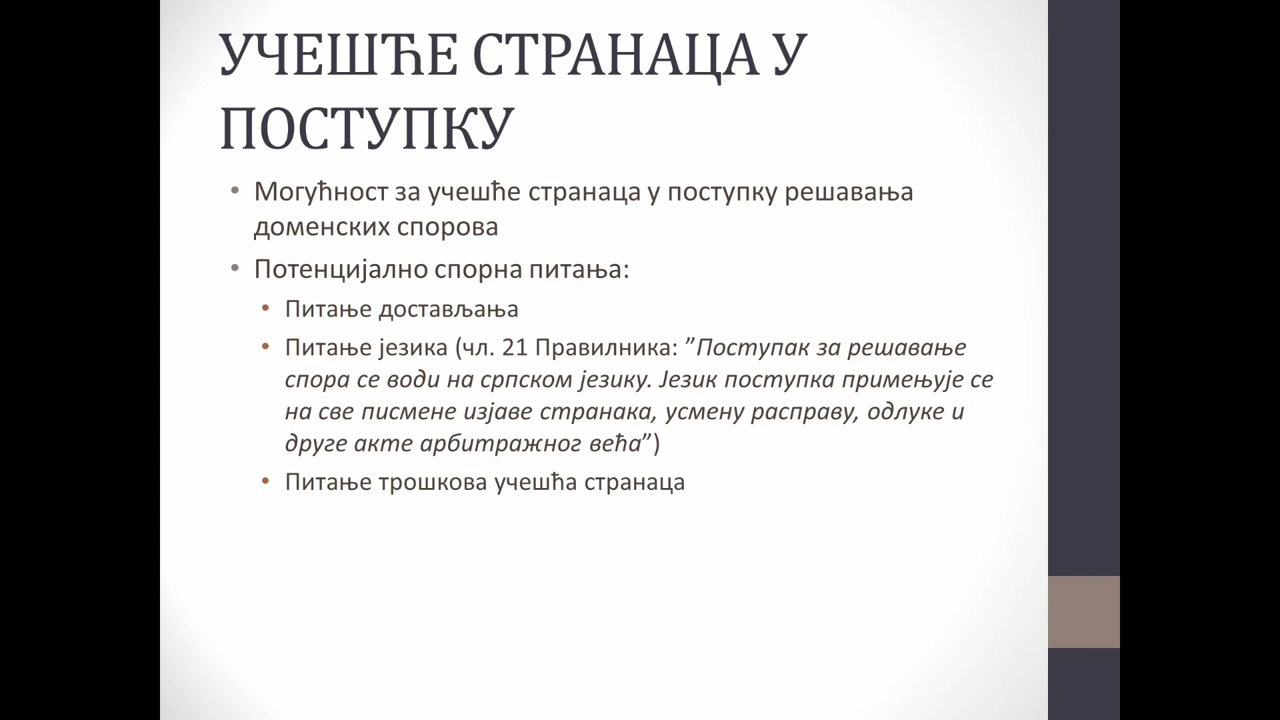 УЧЕШЋЕ СТРАНАЦА У
ПОСТУПКУ
• Могућност за учешће странаца у поступку решавања
доменских спорова
• Потенцијално спорна питања:
• Питање достављања
• Питање језика (чл. 21 Правилника: ”Поступак за решавање
спора се води на српском језику. Језик поступка примењује се
на све писмене изјаве странака, усмену расправу, одлуке и
друге акте арбитражног већа”)
• Питање трошкова учешћа странаца